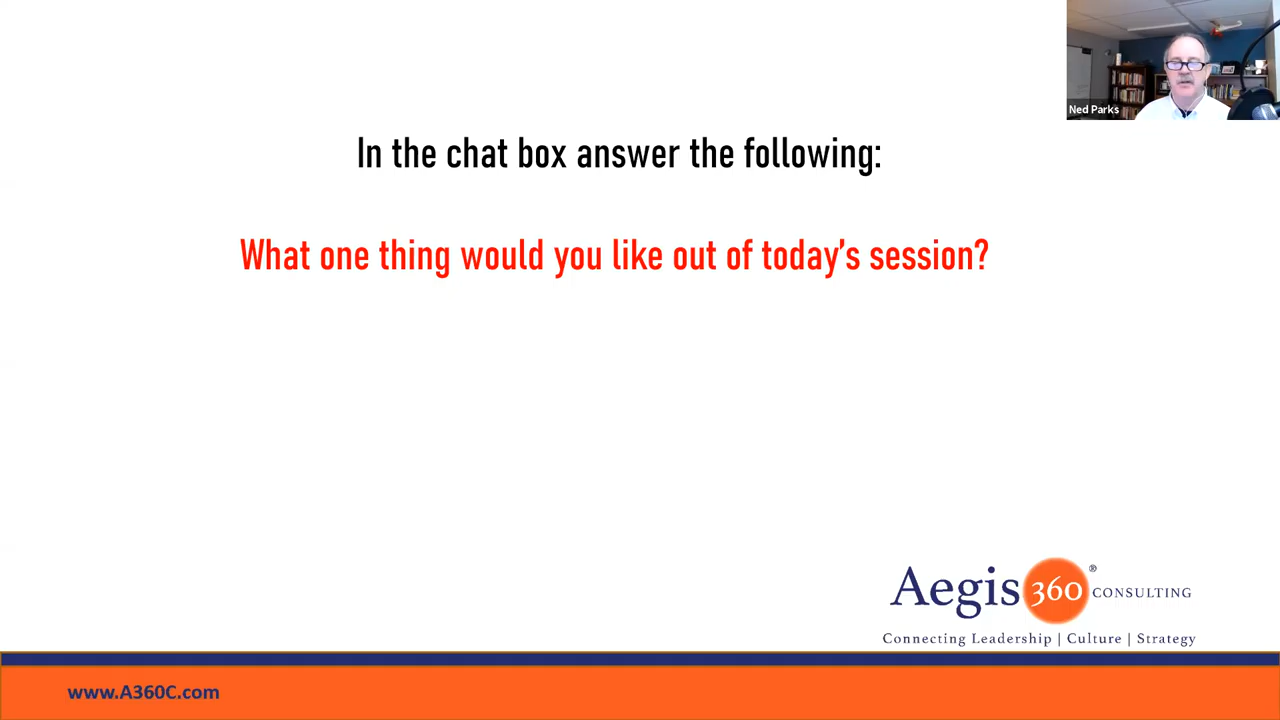 Ned Parks
In the chat box answer the following:
What one thing would you like out of today's session?
Aegis 360® CONSULTING
Connecting Leadership | Culture | Strategy
www.A360C.com